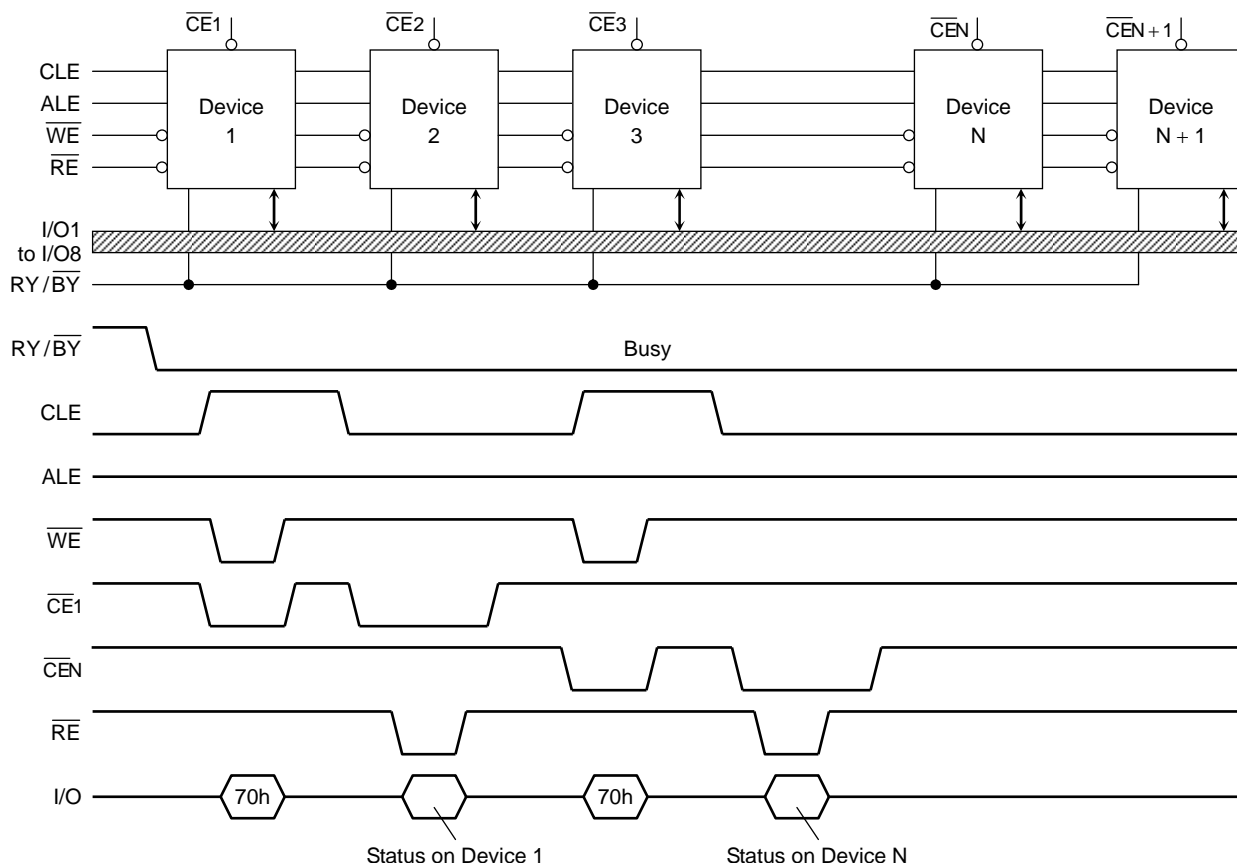 CE1 CE2 CE3 CEN CEN + 1
CLE
ALE
WE
RE
Device 1
Device 2
Device 3
Device N
Device N + 1
I/O1
to I/O8
RY / BY
RY / BY
Busy
CLE
ALE
WE
CE1
CEN
RE
I/O
70h
70h
Status on Device 1
Status on Device N